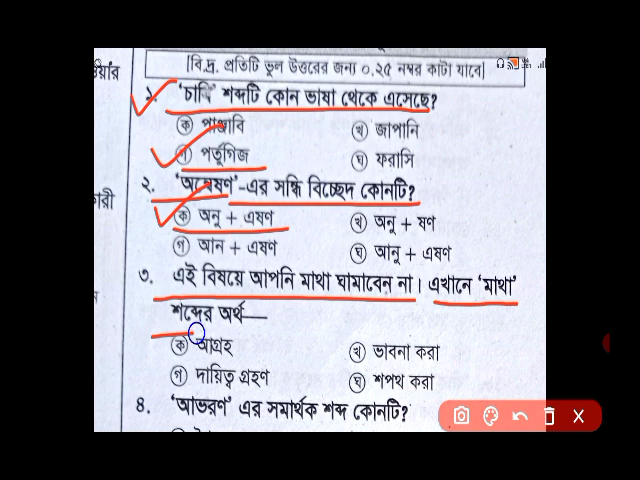 [বি.দ্র. প্রতিটি ভুল উত্তরের জন্য ০.২৫ নম্বর কাটা যাবে]
১. 'চাবি' শব্দটি কোন ভাষা থেকে এসেছে?
ক পাঞ্জাবি খ জাপানি
গ পর্তুগিজ ঘ ফরাসি
২. 'অন্বেষণ'-এর সন্ধি বিচ্ছেদ কোনটি?
ক অনু + এষণ খ অনু + ষণ
গ আন + এষণ ঘ আনু + এষণ
৩. এই বিষয়ে আপনি মাথা ঘামাবেন না। এখানে 'মাথা'
শব্দের অর্থ—
ক আগ্রহ খ ভাবনা করা
গ দায়িত্ব গ্রহণ ঘ শপথ করা
৪. 'আভরণ' এর সমার্থক শব্দ কোনটি?